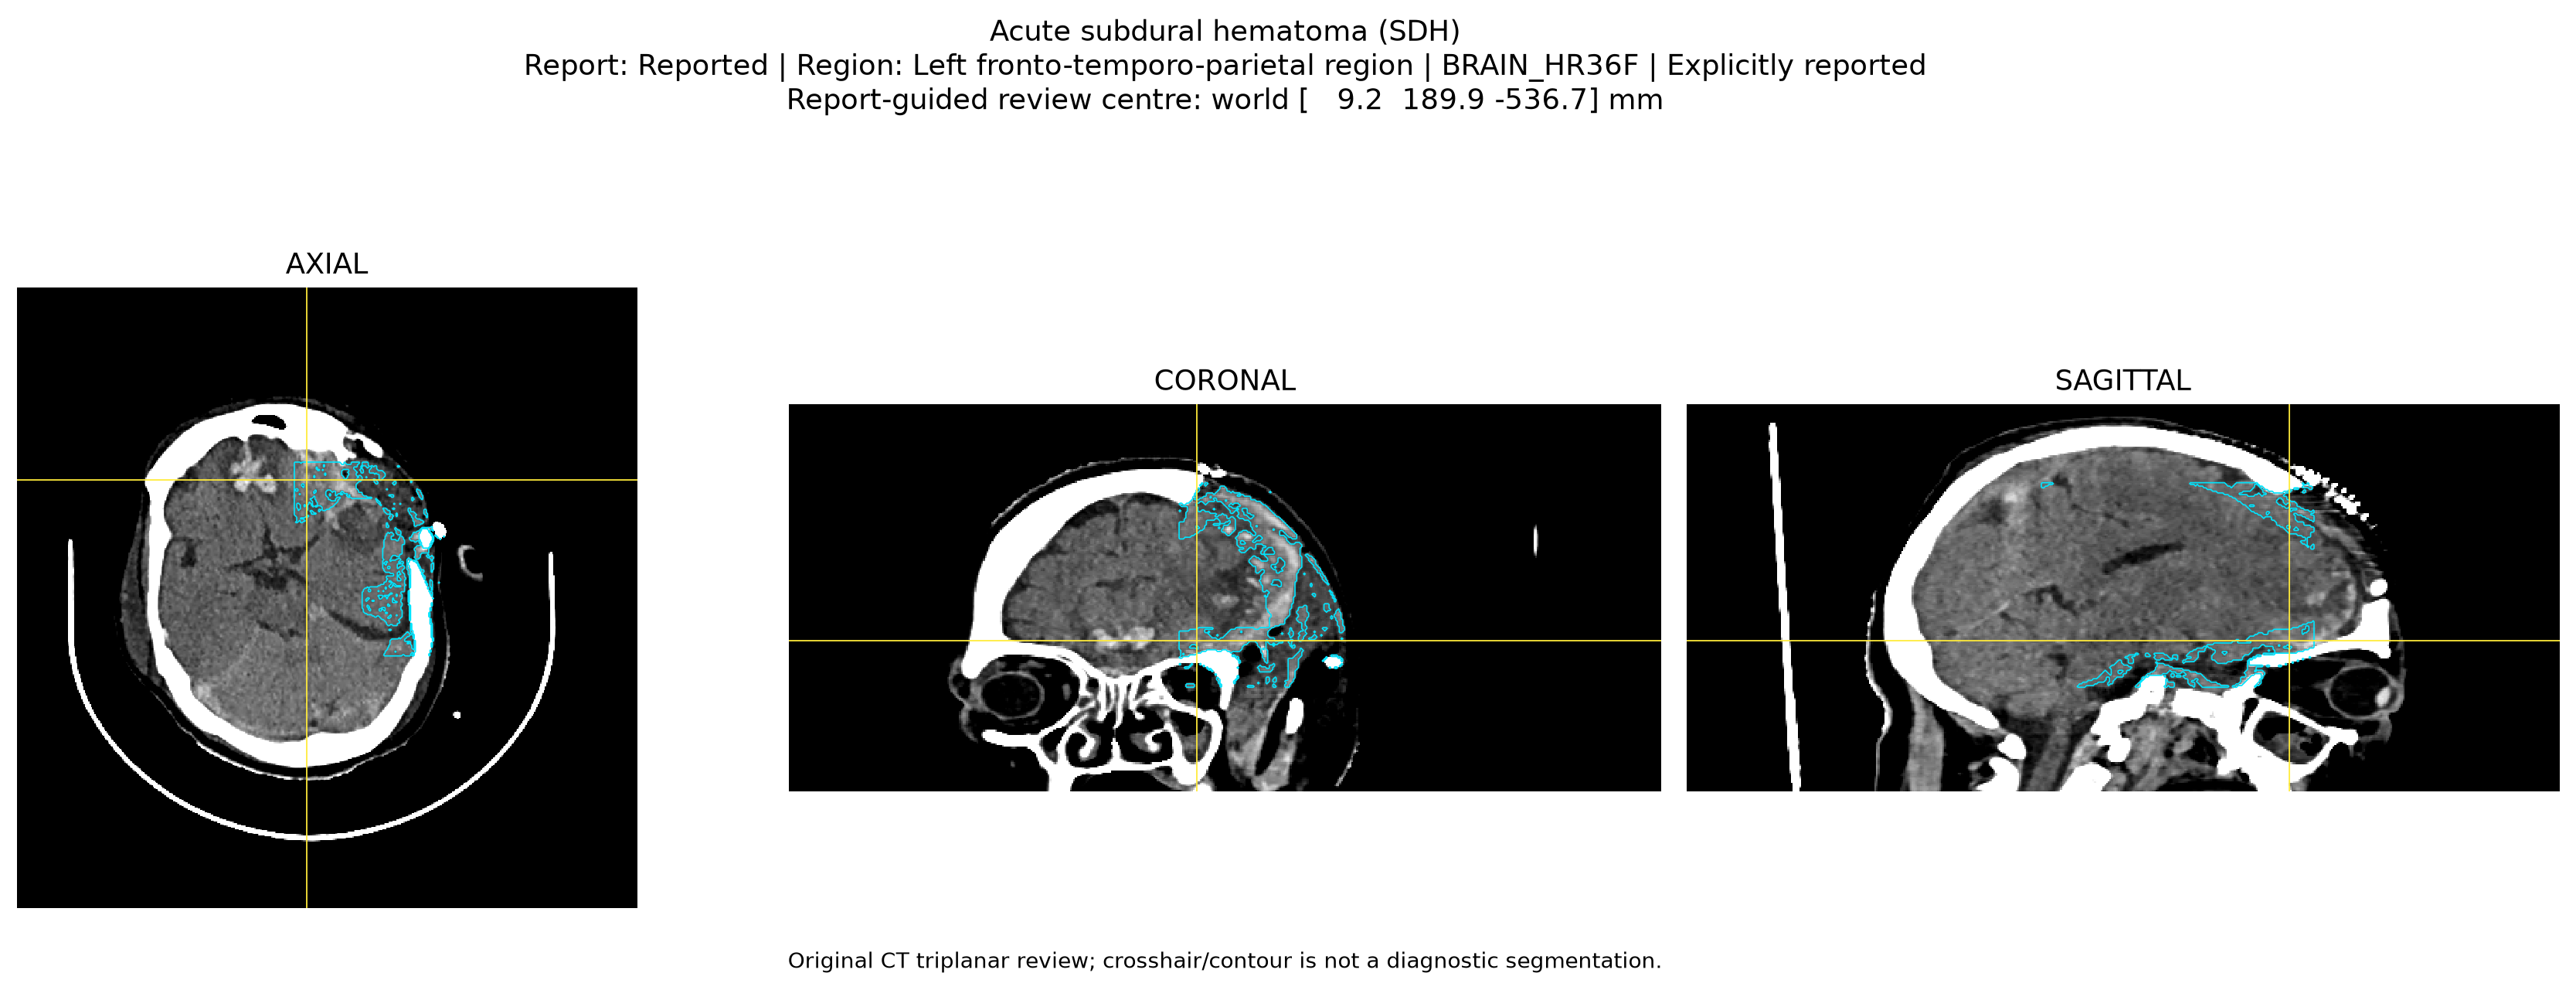 Acute subdural hematoma (SDH)
Report: Reported | Region: Left fronto-temporo-parietal region | BRAIN_HR36F | Explicitly reported
Report-guided review centre: world [   9.2  189.9 -536.7] mm
AXIAL
CORONAL
SAGITTAL
Original CT triplanar review; crosshair/contour is not a diagnostic segmentation.